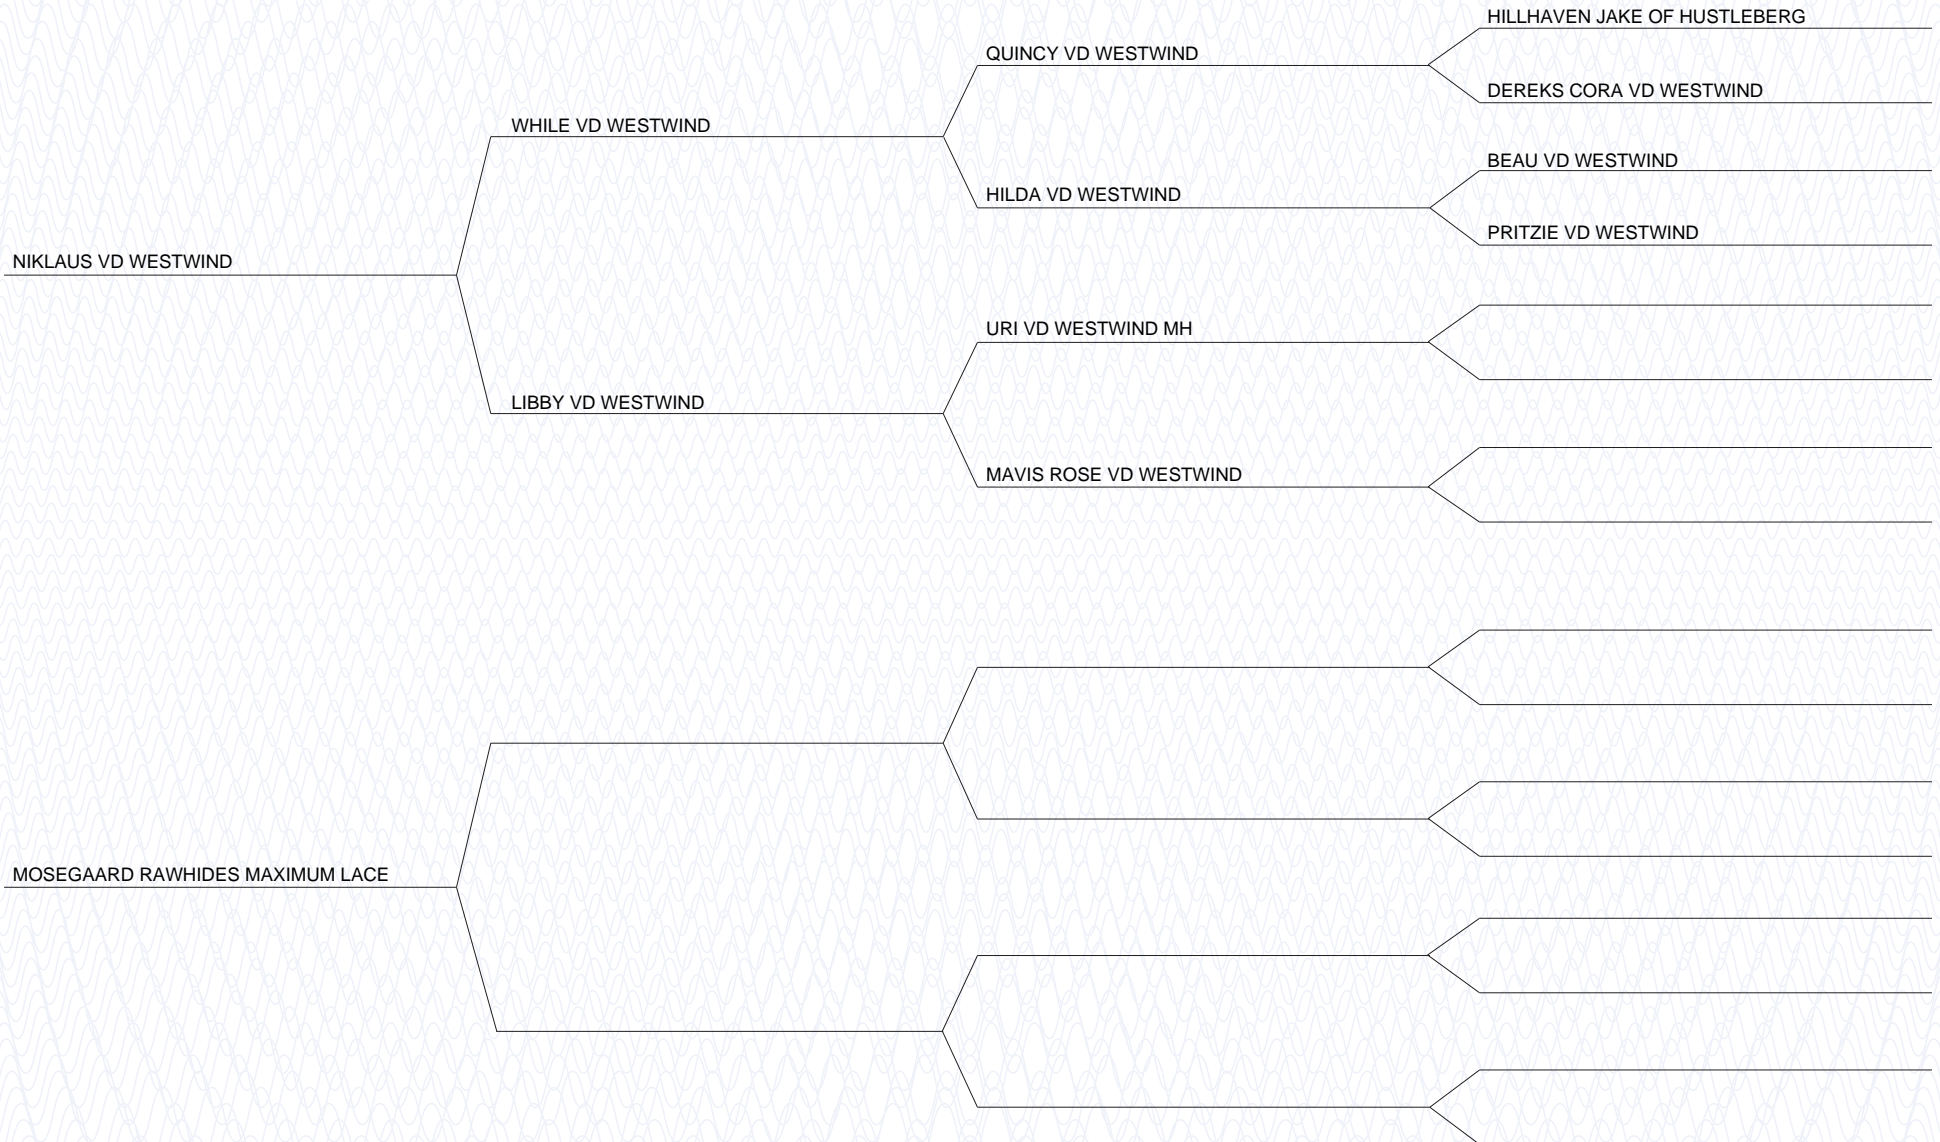 HILLHAVEN JAKE OF HUSTLEBERG
QUINCY VD WESTWIND
DEREKS CORA VD WESTWIND
WHILE VD WESTWIND
BEAU VD WESTWIND
HILDA VD WESTWIND
PRITZIE VD WESTWIND
NIKLAUS VD WESTWIND
URI VD WESTWIND MH
LIBBY VD WESTWIND
MAVIS ROSE VD WESTWIND
MOSEGAARD RAWHIDES MAXIMUM LACE